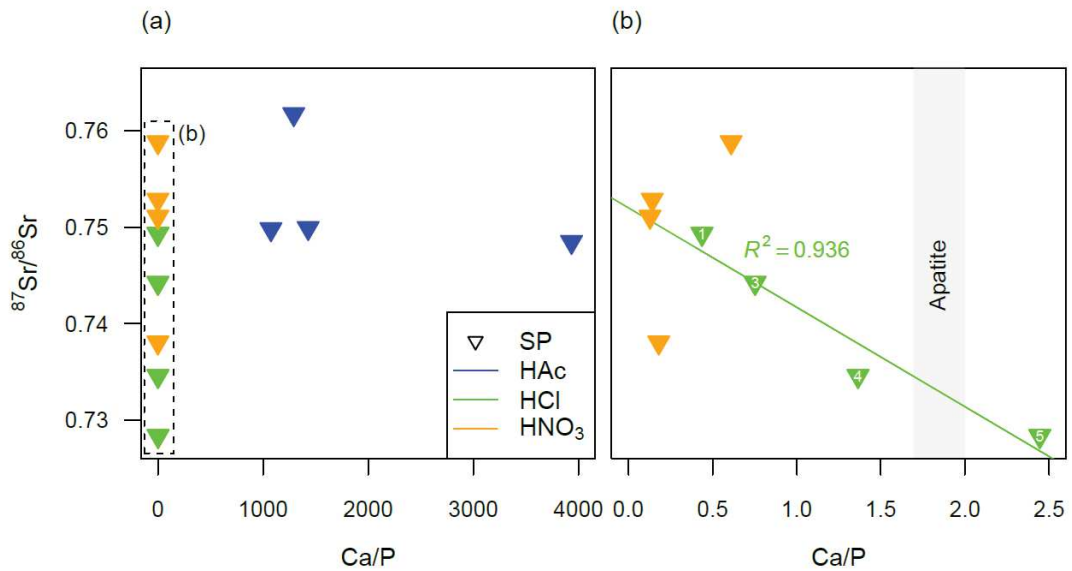 (a)
(b)
⁸⁷Sr/⁸⁶Sr
0.76
0.75
0.74
0.73
(b)
SP
HAc
HCl
HNO₃
0 1000 2000 3000 4000
Ca/P
1
R² = 0.936
3
4
5
Apatite
0.0 0.5 1.0 1.5 2.0 2.5
Ca/P